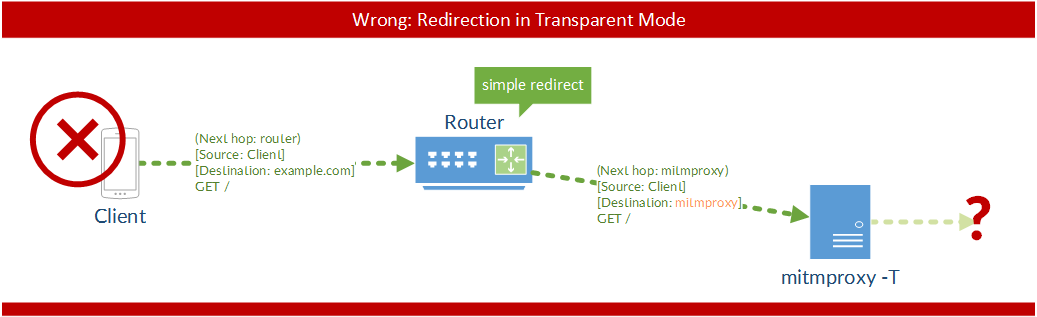 Wrong: Redirection in Transparent Mode
simple redirect
Router
(Next hop: router)
[Source: Client]
[Destination: example.com]
GET /
Client
(Next hop: mitmproxy)
[Source: Client]
[Destination: mitmproxy]
GET /
?
mitmproxy -T